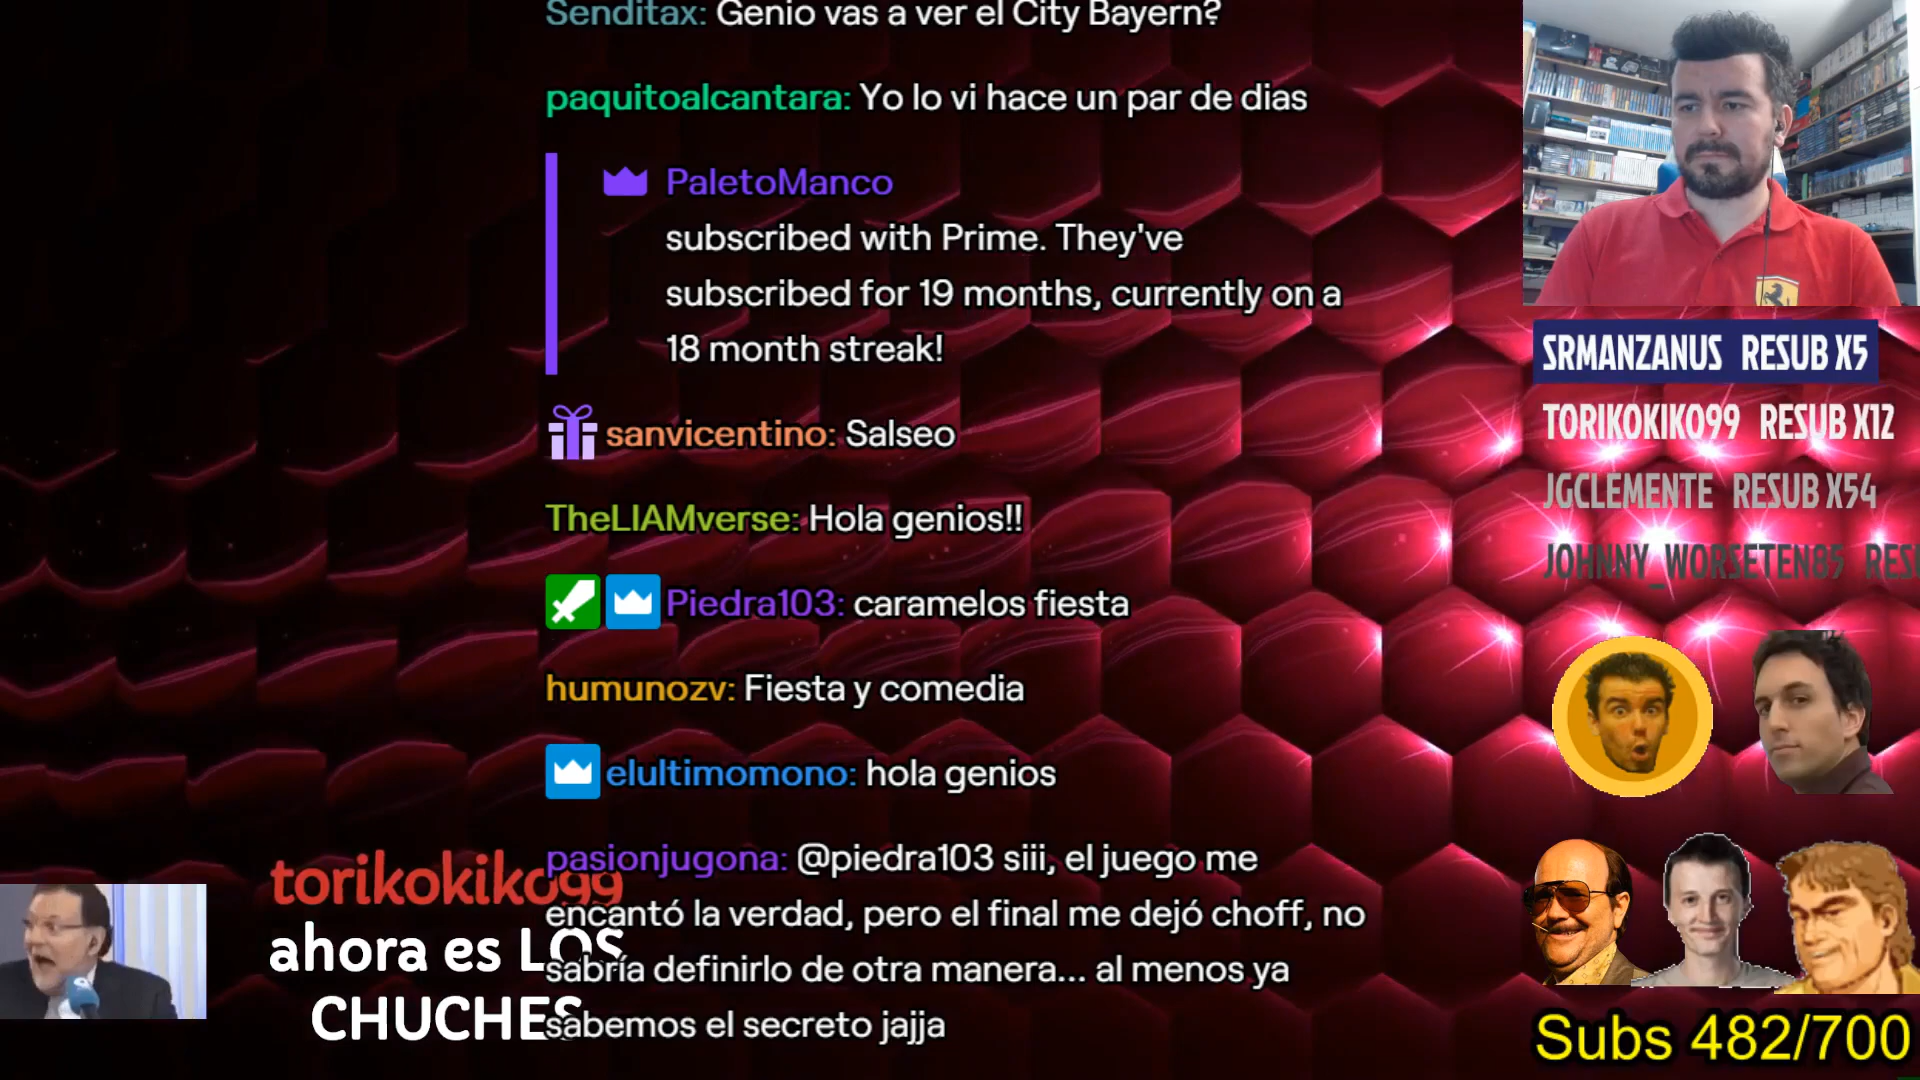 Senditax: Genio vas a ver el City Bayern?
paquitoalcantara: Yo lo vi hace un par de dias
PaletoManco
subscribed with Prime. They've
subscribed for 19 months, currently on a
18 month streak!
sanvicentino: Salseo
TheLIAMverse: Hola genios!!
Piedra103: caramelos fiesta
humunozv: Fiesta y comedia
elultimomono: hola genios
pasionjugona: @piedra103 siii, el juego me
encantó la verdad, pero el final me dejó choff, no
sabría definirlo de otra manera... al menos ya
sabemos el secreto jajja
torikokiko99
ahora es LOS
CHUCHES
SRMANZANUS RESUB X5
TORIKOKIKO99 RESUB X12
JGCLEMENTE RESUB X54
JOHNNY_WORSETEN85 RESU
Subs 482/700